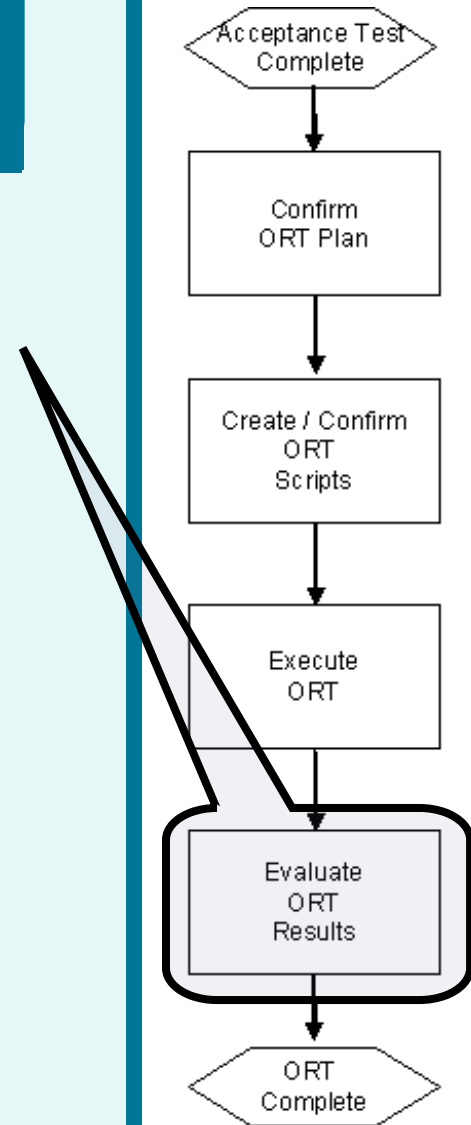 Acceptance Test
Complete
Confirm
ORT Plan
Create / Confirm
ORT
Scripts
Execute
ORT
Evaluate
ORT
Results
ORT
Complete